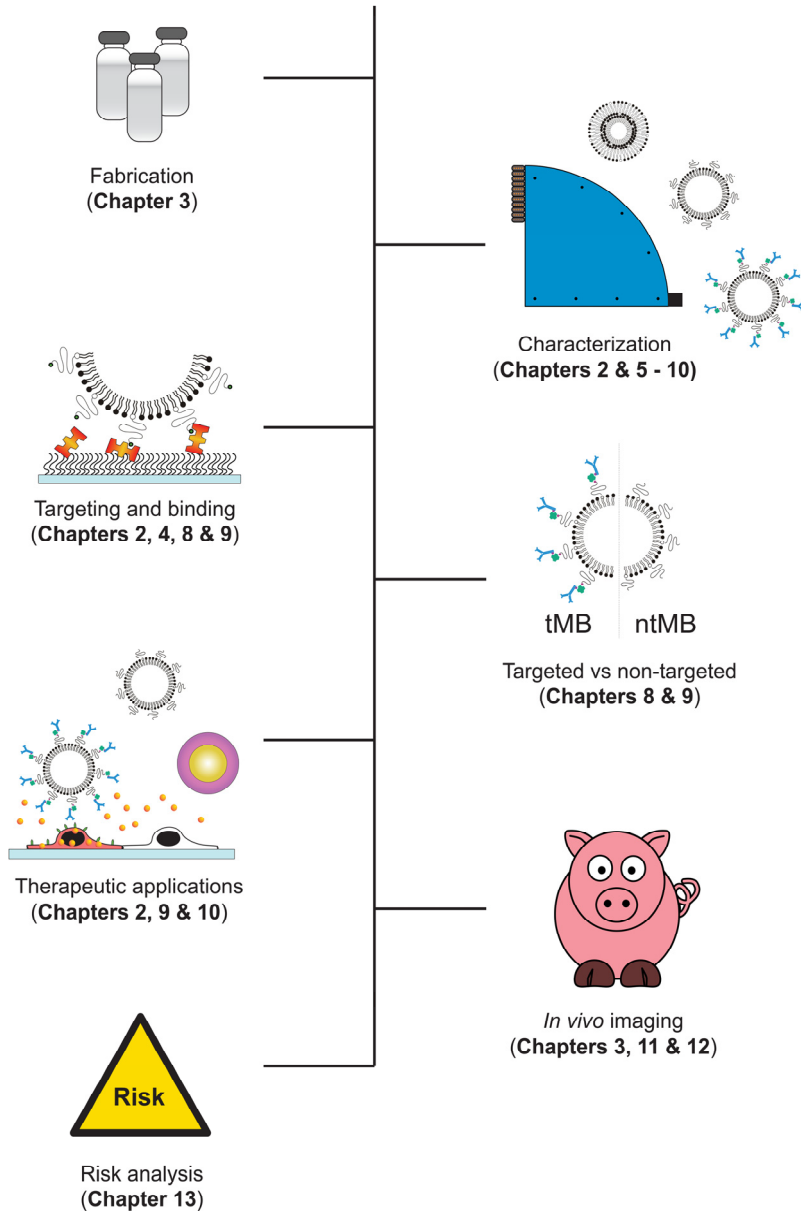 Fabrication
(Chapter 3)
Characterization
(Chapters 2 & 5 - 10)
Targeting and binding
(Chapters 2, 4, 8 & 9)
tMB
ntMB
Targeted vs non-targeted
(Chapters 8 & 9)
Therapeutic applications
(Chapters 2, 9 & 10)
In vivo imaging
(Chapters 3, 11 & 12)
Risk
Risk analysis
(Chapter 13)